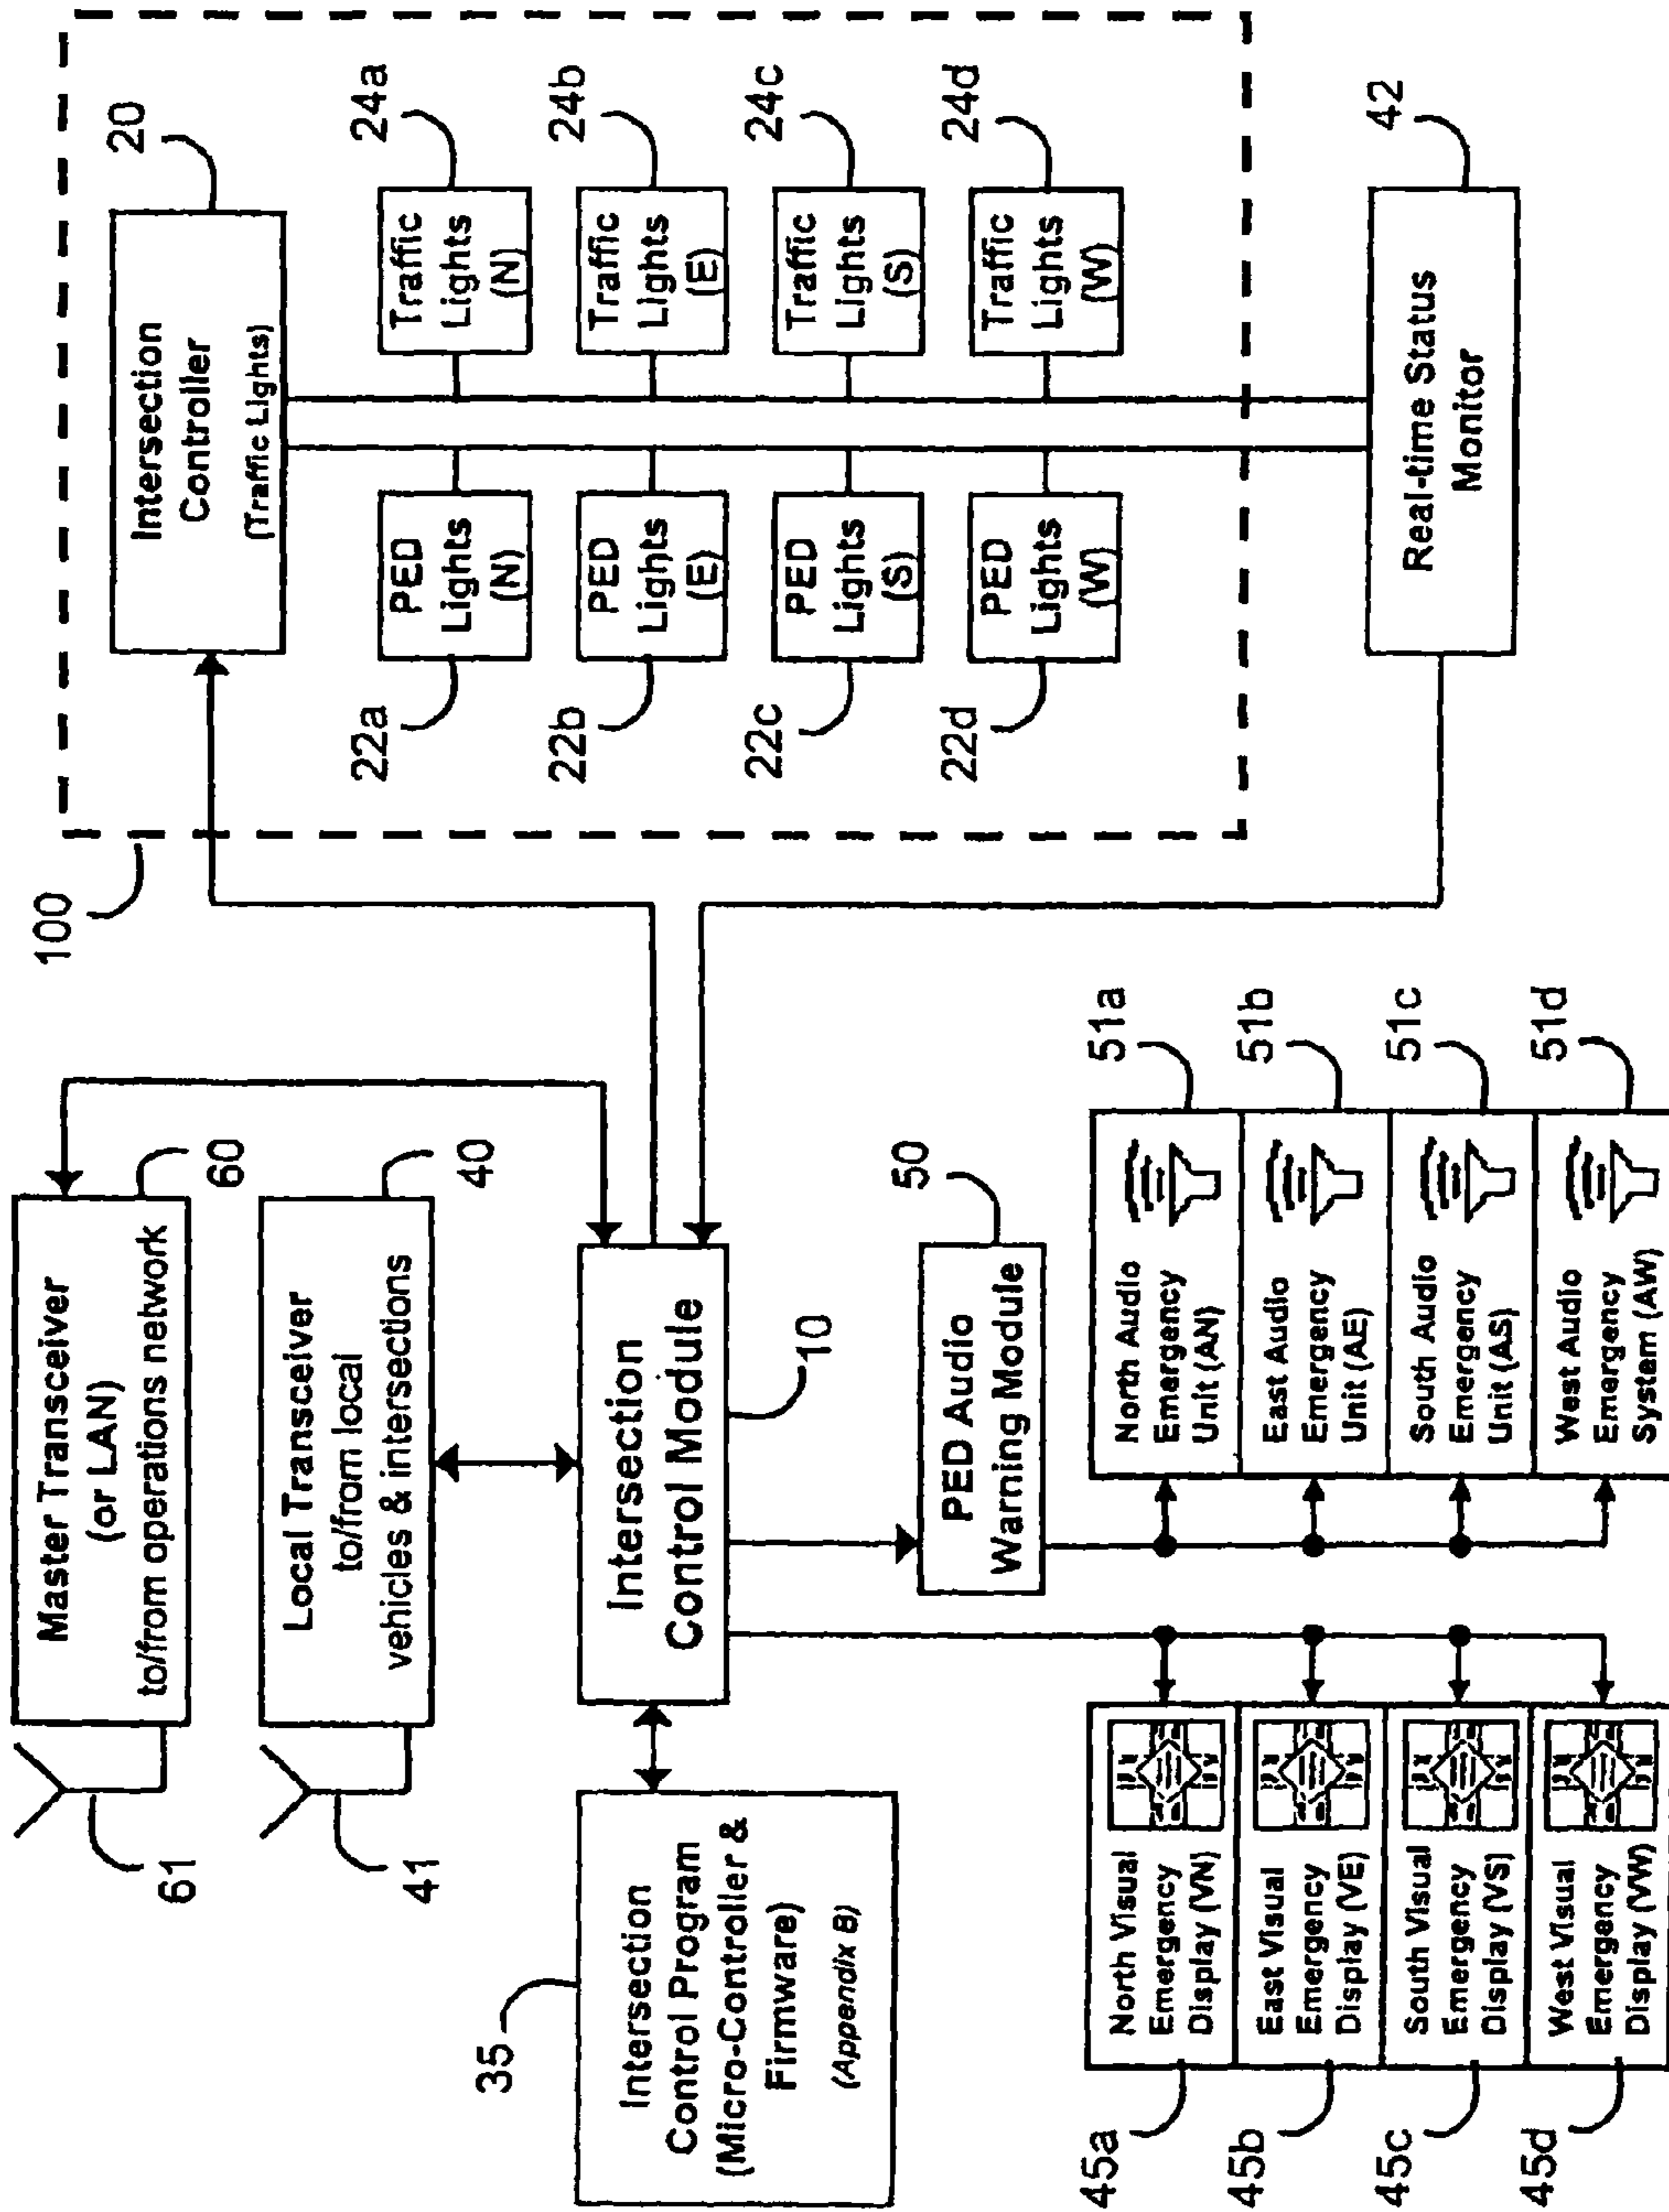 61
Master Transceiver
(or LAN)
to/from operations network
60
41
Local Transceiver
to/from local
vehicles & intersections
40
35
Intersection
Control Program
(Micro-Controller &
Firmware)
(Appendix B)
Intersection
Control Module
10
PED Audio
Warning Module
50
45a
North Visual
Emergency
Display (VN)
45b
East Visual
Emergency
Display (VE)
45c
South Visual
Emergency
Display (VS)
45d
West Visual
Emergency
Display (VW)
North Audio
Emergency
Unit (AN)
51a
East Audio
Emergency
Unit (AE)
51b
South Audio
Emergency
Unit (AS)
51c
West Audio
Emergency
System (AW)
51d
100
Intersection
Controller
(Traffic Lights)
20
22a
PED
Lights
(N)
Traffic
Lights
(N)
24a
22b
PED
Lights
(E)
Traffic
Lights
(E)
24b
22c
PED
Lights
(S)
Traffic
Lights
(S)
24c
22d
PED
Lights
(W)
Traffic
Lights
(W)
24d
Real-time Status
Monitor
42